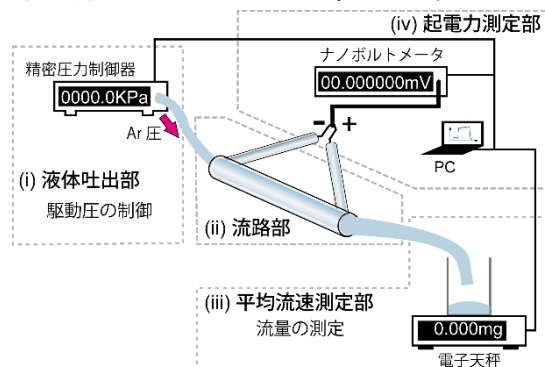 (iv) 起電力測定部
ナノボルトメータ
00.000000mV
精密圧力制御器
0000.0KPa
Ar 圧
- +
PC
(i) 液体吐出部
駆動圧の制御
(ii) 流路部
(iii) 平均流速測定部
流量の測定
0.000mg
電子天秤